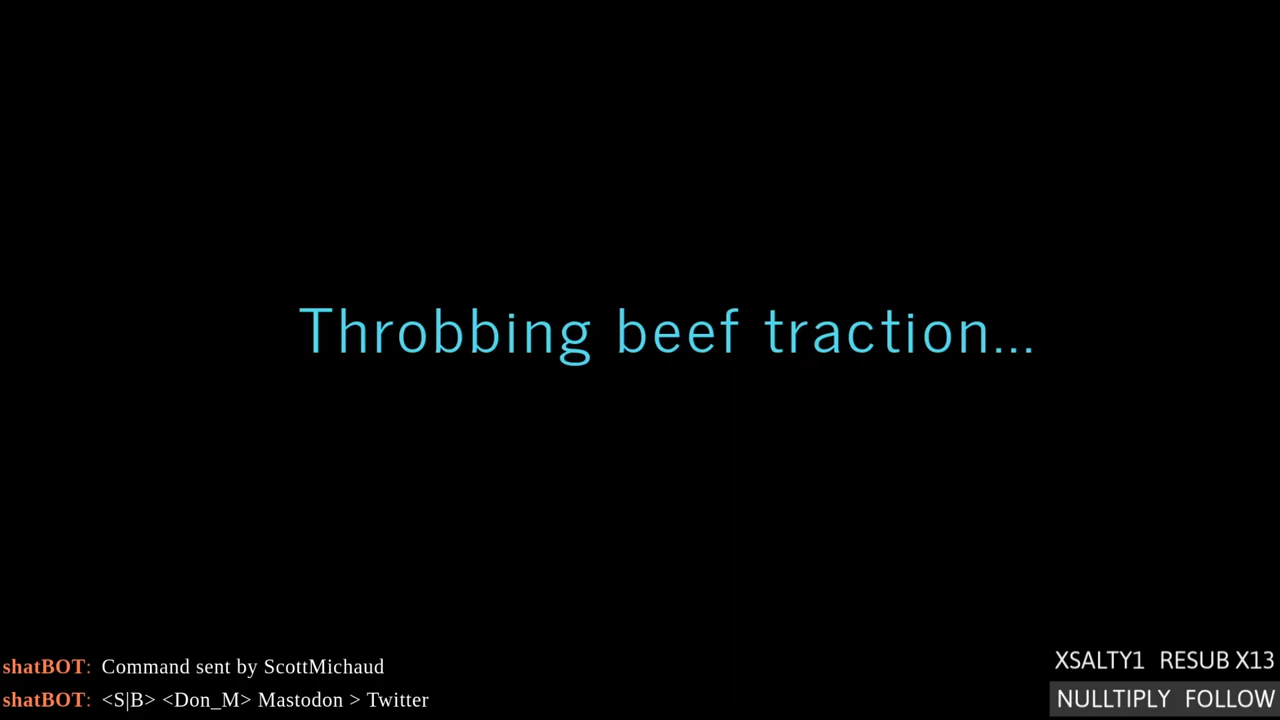 Throbbing beef traction...
shatBOT: Command sent by ScottMichaud
shatBOT: <S|B> <Don_M> Mastodon > Twitter
XSALTY1 RESUB X13
NULLTIPLY FOLLOW